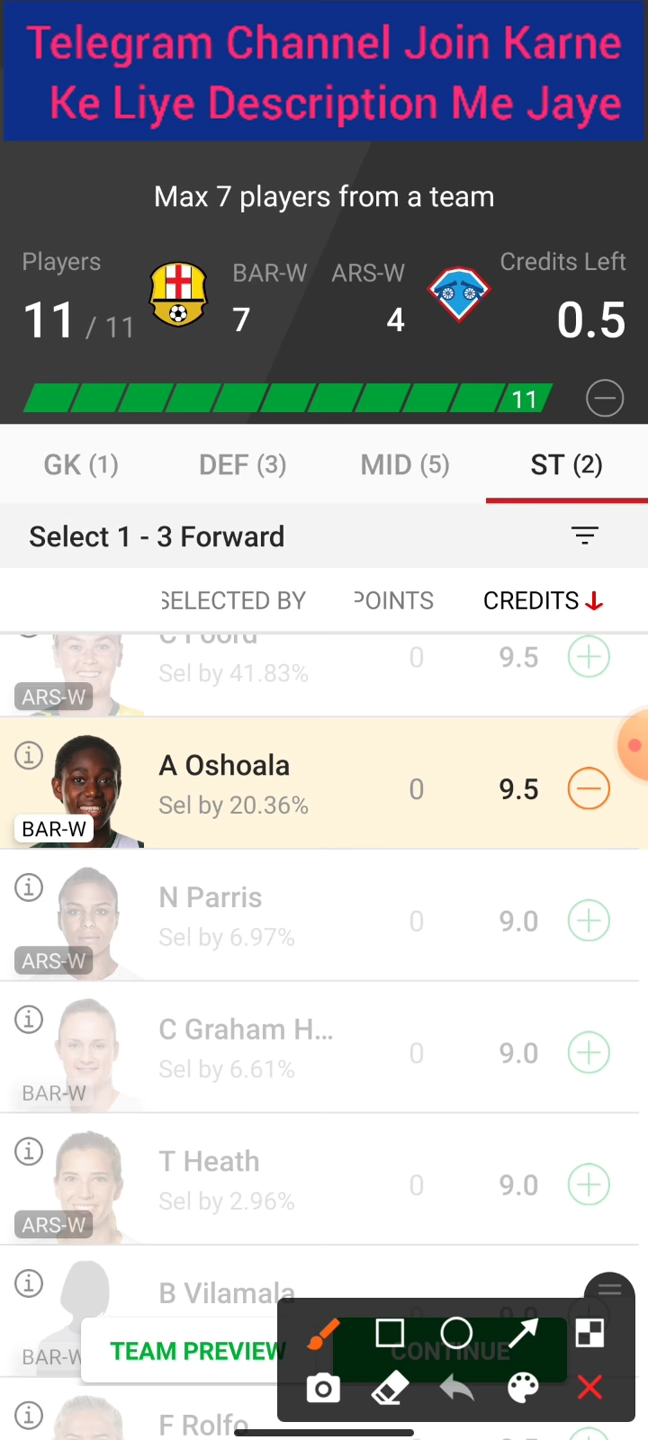 Telegram Channel Join Karne
Ke Liye Description Me Jaye
Max 7 players from a team
Players
BAR-W
ARS-W
Credits Left
11 / 11
7
4
0.5
11
GK (1)
DEF (3)
MID (5)
ST (2)
Select 1 - 3 Forward
SELECTED BY
POINTS
CREDITS
C Foord
Sel by 41.83%
0
9.5
ARS-W
A Oshoala
Sel by 20.36%
0
9.5
BAR-W
N Parris
Sel by 6.97%
0
9.0
ARS-W
C Graham H...
Sel by 6.61%
0
9.0
BAR-W
T Heath
Sel by 2.96%
0
9.0
ARS-W
B Vilamala
BAR-W
TEAM PREVIEW
CONTINUE
F Rolfo